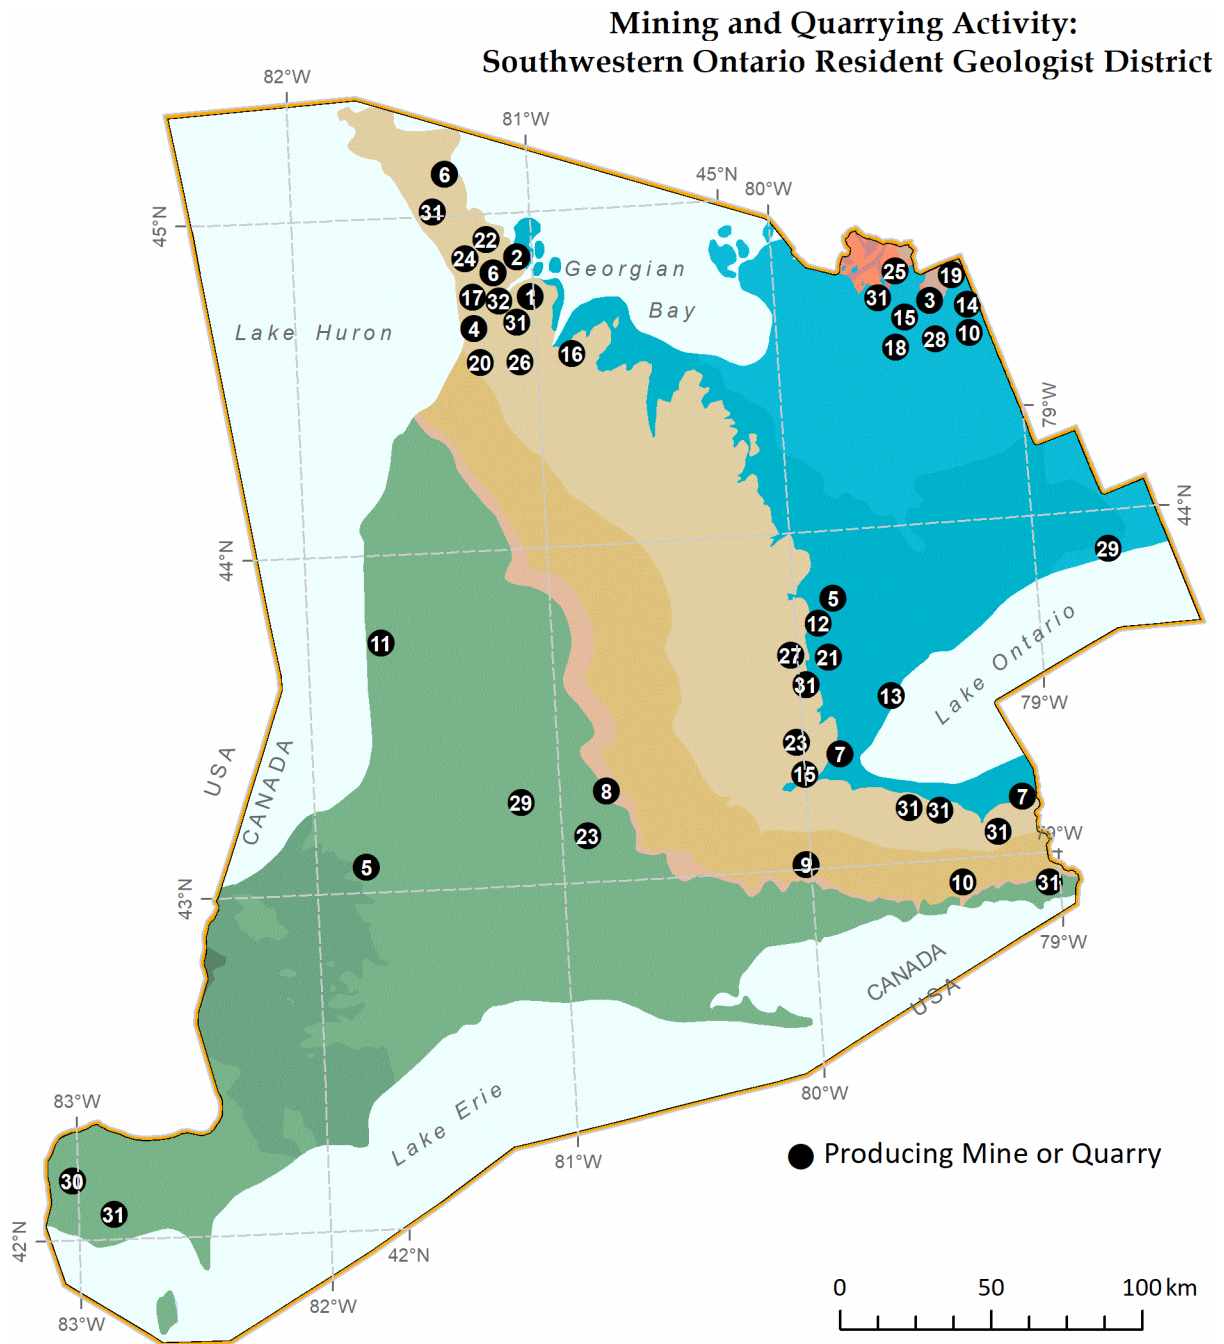 Mining and Quarrying Activity:
Southwestern Ontario Resident Geologist District
82°W
81°W
45°N
80°W
6
31
45°N
22
24
2
6
Georgian
25
19
17
32
1
31
3
14
Bay
15
4
31
Lake Huron
10
28
18
16
20
26
79°W
44°N
44°N
29
5
12
11
27
21
31
13
Lake Ontario
79°W
23
7
USA
CANADA
15
8
7
29
31
31
31
23
79°W
9
5
10
31
43°N
79°W
CANADA
USA
80°W
83°W
Lake Erie
Producing Mine or Quarry
81°W
30
31
42°N
42°N
0 50 100 km
82°W
83°W